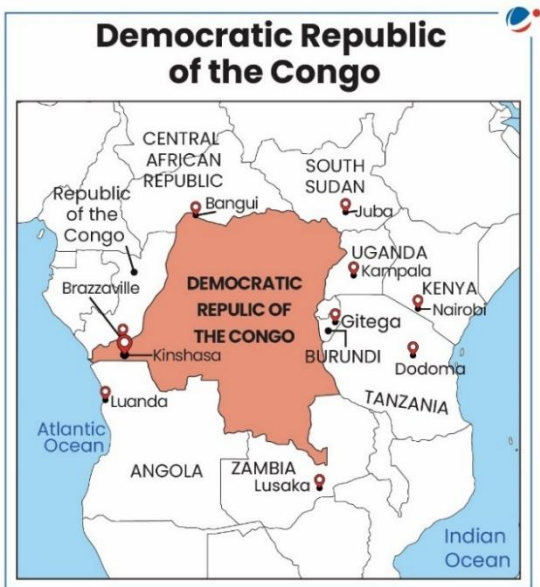 Democratic Republic
of the Congo
CENTRAL
AFRICAN
REPUBLIC
SOUTH
SUDAN
Republic
of the
Congo
Bangui
Juba
UGANDA
Kampala
Brazzaville
DEMOCRATIC
REPULIC OF
THE CONGO
KENYA
Nairobi
Gitega
Kinshasa
BURUNDI
Dodoma
Luanda
TANZANIA
Atlantic
Ocean
ANGOLA
ZAMBIA
Lusaka
Indian
Ocean